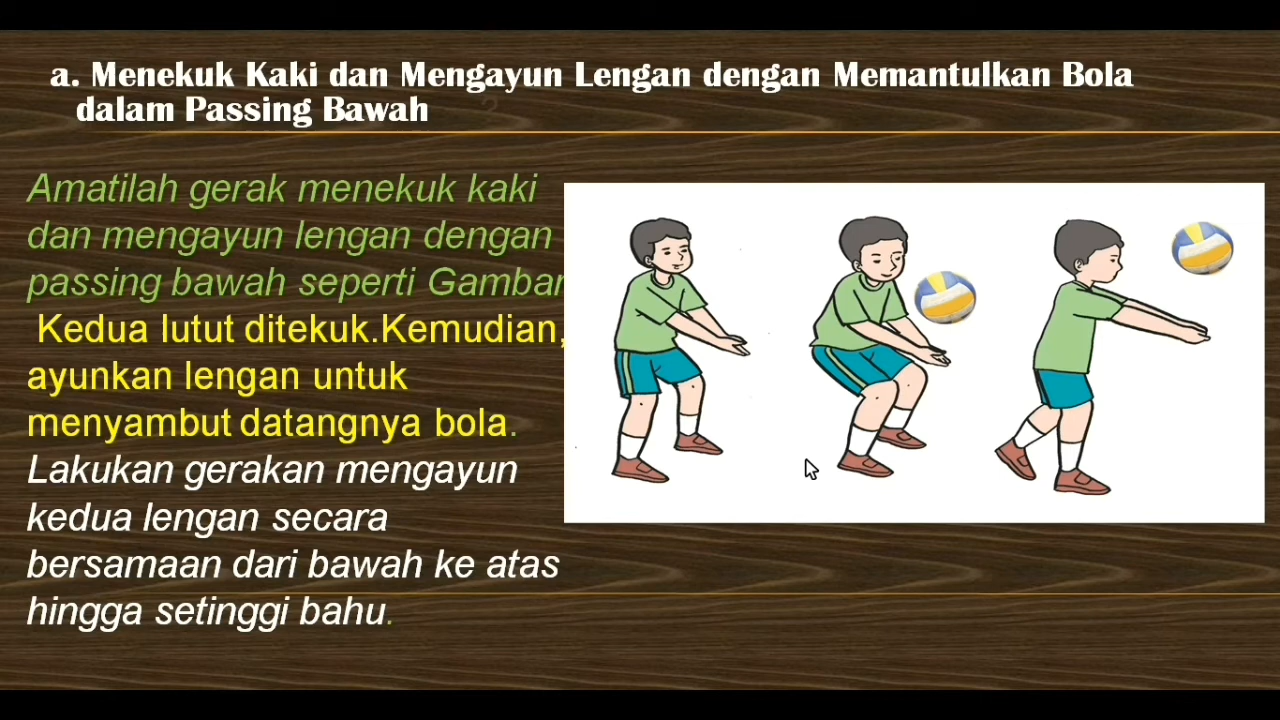 a. Menekuk Kaki dan Mengayun Lengan dengan Memantulkan Bola
dalam Passing Bawah
Amatilah gerak menekuk kaki
dan mengayun lengan dengan
passing bawah seperti Gambar
Kedua lutut ditekuk.Kemudian,
ayunkan lengan untuk
menyambut datangnya bola.
Lakukan gerakan mengayun
kedua lengan secara
bersamaan dari bawah ke atas
hingga setinggi bahu.